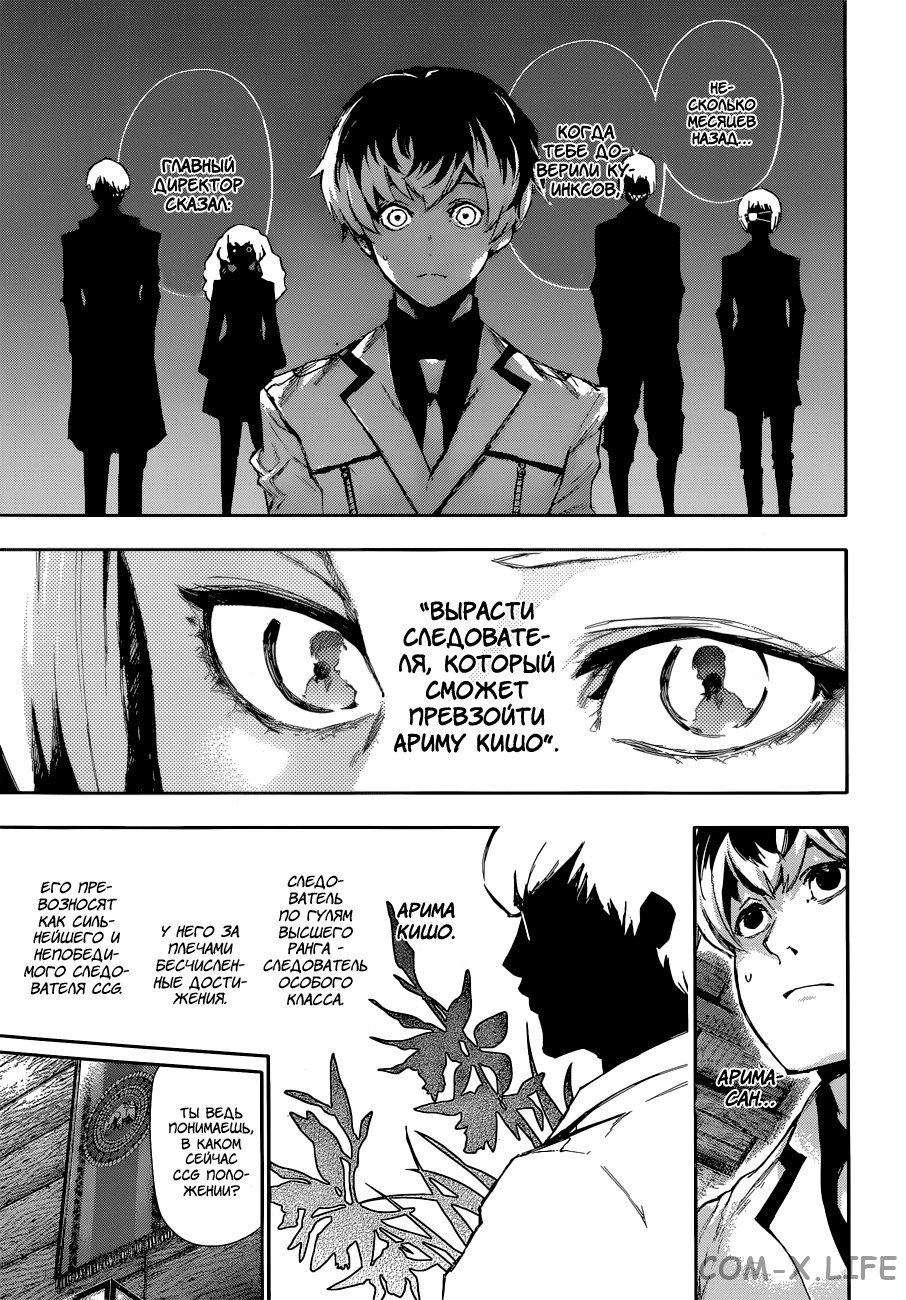 НЕ-
СКОЛЬКО
МЕСЯЦЕВ
НАЗАД...
КОГДА
ТЕБЕ ДО-
ВЕРИЛИ КУ-
ИНКСОВ,
ГЛАВНЫЙ
ДИРЕКТОР
СКАЗАЛ:
"ВЫРАСТИ
СЛЕДОВАТЕ-
ЛЯ, КОТОРЫЙ
СМОЖЕТ
ПРЕВЗОЙТИ
АРИМУ КИШО".
АРИМА-
САН...
АРИМА
КИШО.
СЛЕДО-
ВАТЕЛЬ
ПО ГУЛЯМ
ВЫСШЕГО
РАНГА -
СЛЕДОВАТЕЛЬ
ОСОБОГО
КЛАССА.
У НЕГО ЗА
ПЛЕЧАМИ
БЕСЧИСЛЕН-
НЫЕ ДОСТИ-
ЖЕНИЯ.
ЕГО ПРЕ-
ВОЗНОСЯТ
КАК СИЛЬ-
НЕЙШЕГО И
НЕПОБЕДИ-
МОГО СЛЕДО-
ВАТЕЛЯ CCG.
ТЫ ВЕДЬ
ПОНИМАЕШЬ,
В КАКОМ
СЕЙЧАС
CCG ПОЛО-
ЖЕНИИ?
COM-X.LIFE